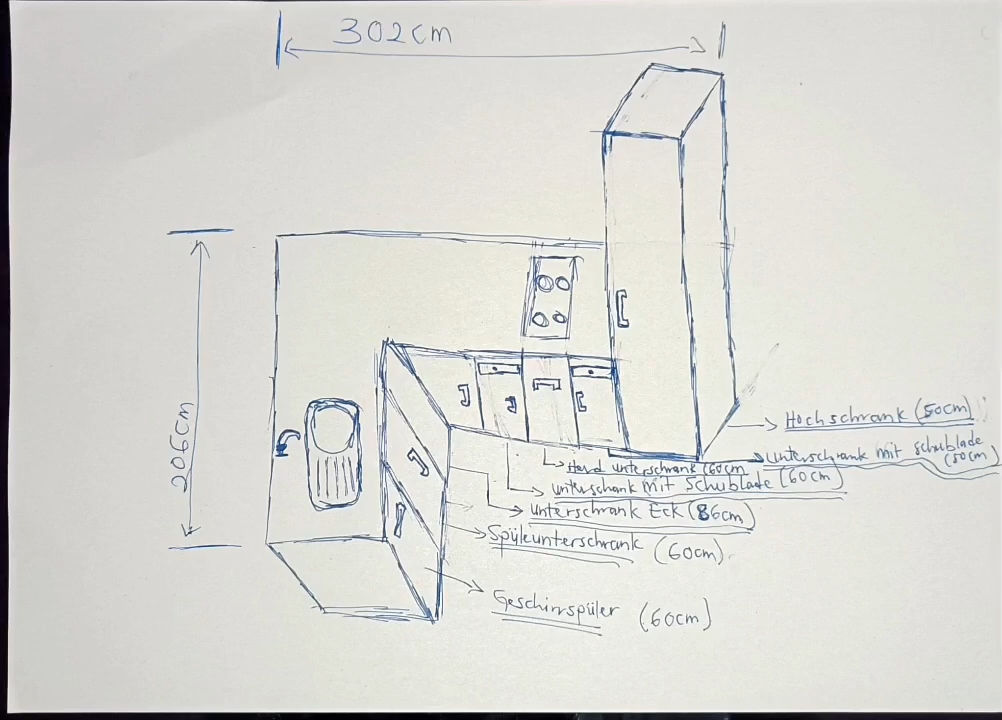 302cm
206cm
Hochschrank (50cm)
unterschrank mit schublade
(50cm)
Herd unterschrank (60cm
unterschank mit Schublade (60cm)
unterschrank Eck (86cm)
Spüleunterschrank (60cm).
Geschirrspüler (60cm)